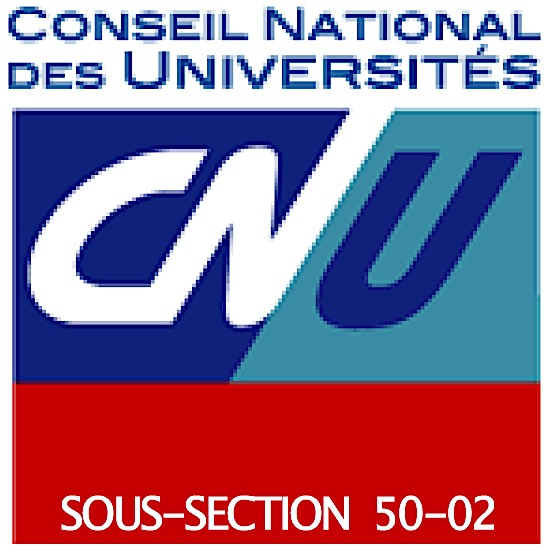 CONSEIL NATIONAL
DES UNIVERSITÉS
CNU
SOUS-SECTION 50-02